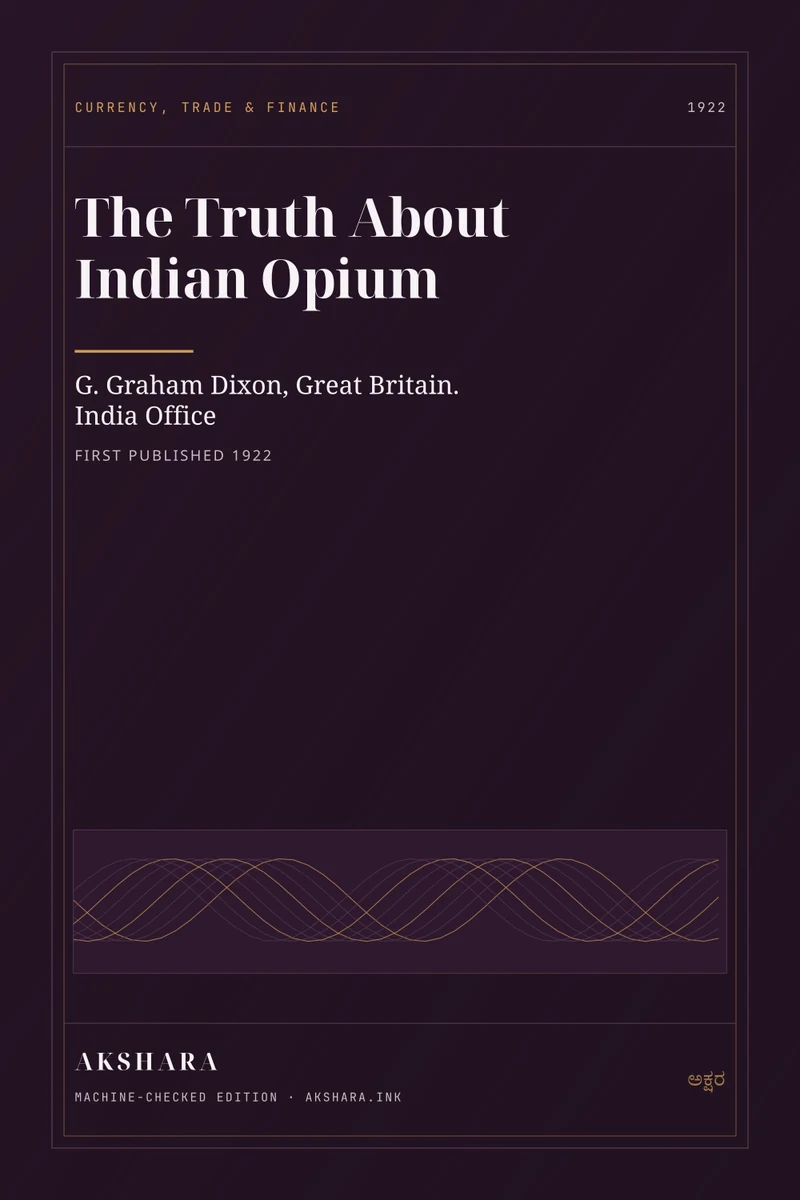 CURRENCY, TRADE & FINANCE
1922
The Truth About
Indian Opium
G. Graham Dixon, Great Britain.
India Office
FIRST PUBLISHED 1922
AKSHARA
MACHINE-CHECKED EDITION · AKSHARA.INK
ಅಕ್ಷರ